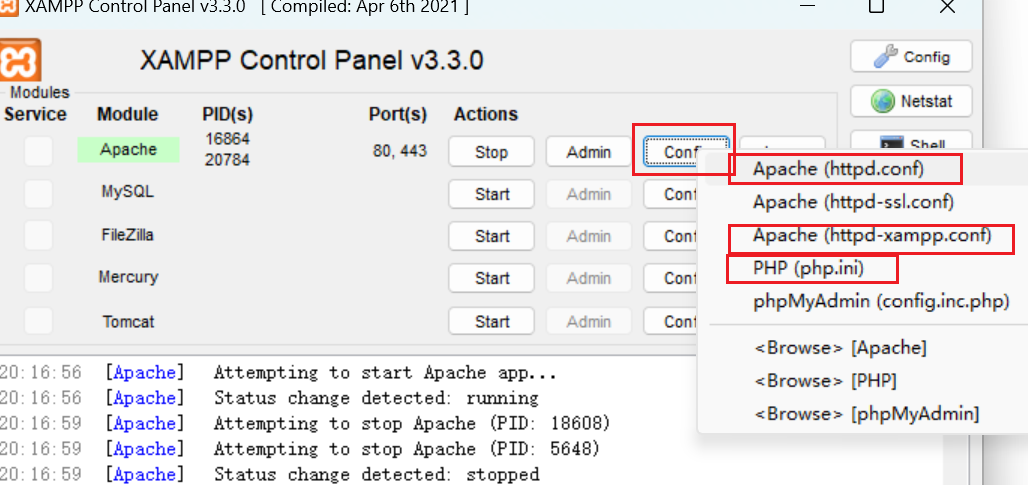 XAMPP Control Panel v3.3.0 [ Compiled: Apr 6th 2021 ]
XAMPP Control Panel v3.3.0
Config
Modules
Service Module PID(s) Port(s) Actions
Netstat
Apache 16864 20784 80, 443 Stop Admin
Shell
MySQL Start Admin
FileZilla Start Admin
Mercury Start Admin
Tomcat Start Admin
Apache (httpd.conf)
Apache (httpd-ssl.conf)
Apache (httpd-xampp.conf)
PHP (php.ini)
phpMyAdmin (config.inc.php)
<Browse> [Apache]
<Browse> [PHP]
<Browse> [phpMyAdmin]
20:16:56 [Apache] Attempting to start Apache app...
20:16:56 [Apache] Status change detected: running
20:16:59 [Apache] Attempting to stop Apache (PID: 18608)
20:16:59 [Apache] Attempting to stop Apache (PID: 5648)
20:16:59 [Apache] Status change detected: stopped